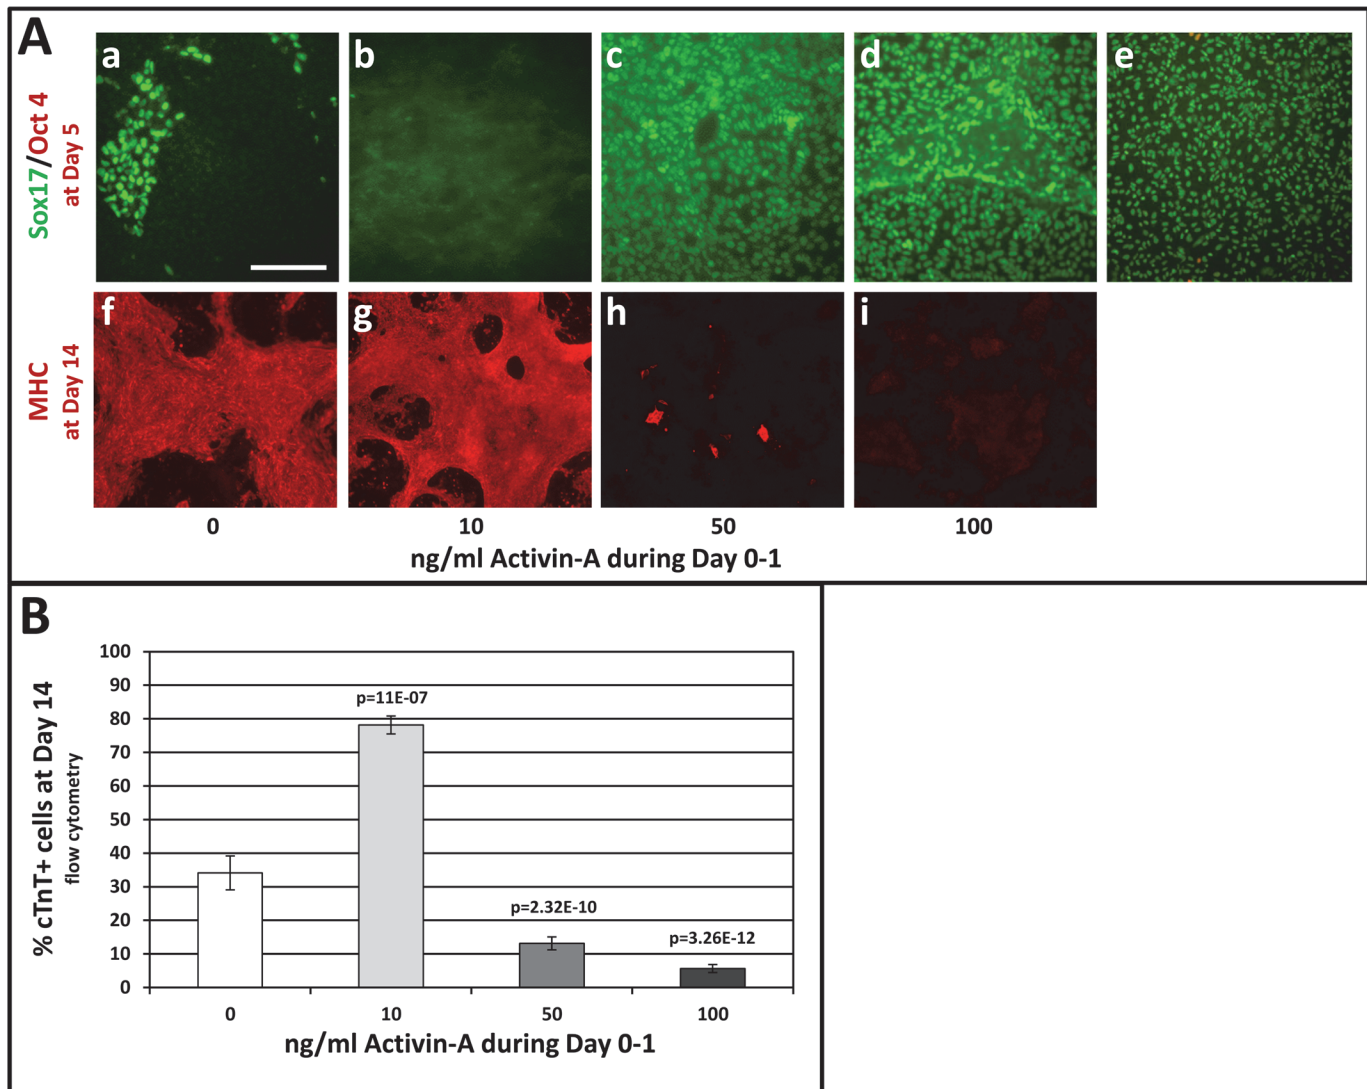 A
a
b
c
d
e
Sox17/Oct 4
at Day 5
f
g
h
i
MHC
at Day 14
0
10
50
100
ng/ml Activin-A during Day 0-1
B
% cTnT+ cells at Day 14
flow cytometry
100
90
80
70
60
50
40
30
20
10
0
p=11E-07
p=2.32E-10
p=3.26E-12
0
10
50
100
ng/ml Activin-A during Day 0-1